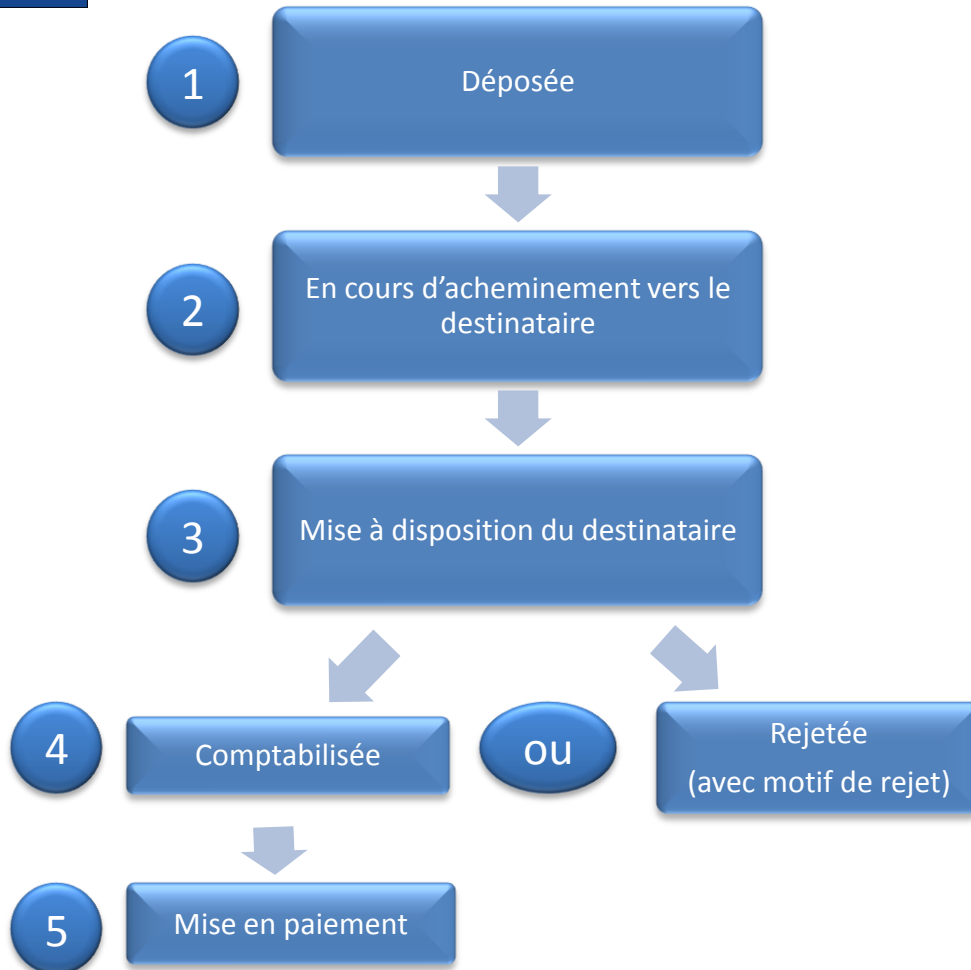 1
Déposée
2
En cours d’acheminement vers le
destinataire
3
Mise à disposition du destinataire
4
Comptabilisée
ou
Rejetée
(avec motif de rejet)
5
Mise en paiement